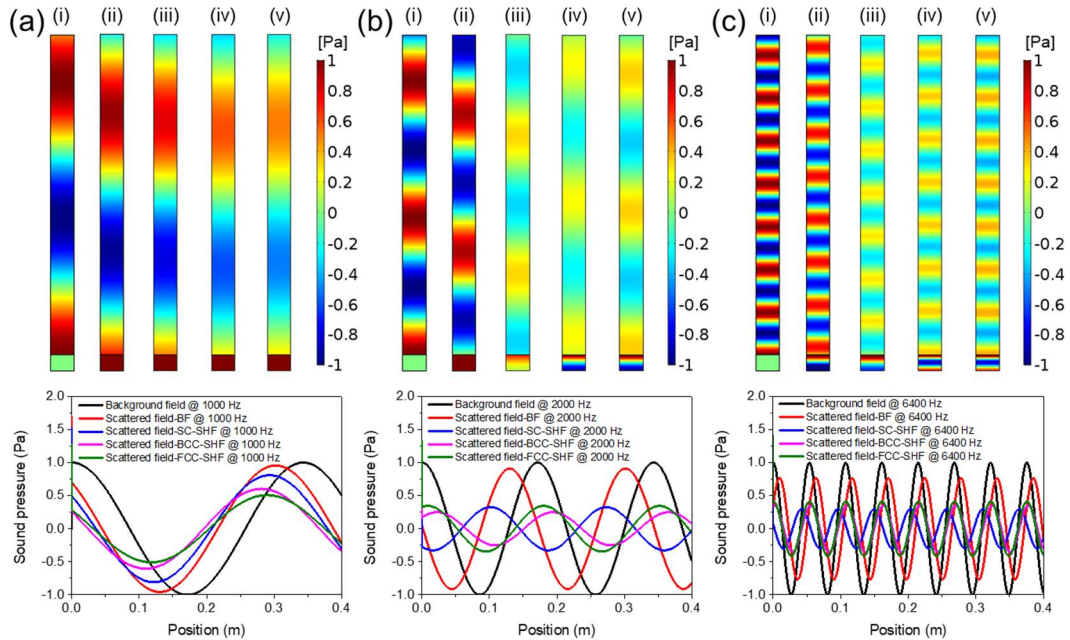 (a)
(i) (ii) (iii) (iv) (v)
[Pa]
1
0.8
0.6
0.4
0.2
0
-0.2
-0.4
-0.6
-0.8
-1
(b)
(i) (ii) (iii) (iv) (v)
[Pa]
1
0.8
0.6
0.4
0.2
0
-0.2
-0.4
-0.6
-0.8
-1
(c)
(i) (ii) (iii) (iv) (v)
[Pa]
1
0.8
0.6
0.4
0.2
0
-0.2
-0.4
-0.6
-0.8
-1
Sound pressure (Pa)
2.0
1.5
1.0
0.5
0.0
-0.5
-1.0
Background field @ 1000 Hz
Scattered field-BF @ 1000 Hz
Scattered field-SC-SHF @ 1000 Hz
Scattered field-BCC-SHF @ 1000 Hz
Scattered field-FCC-SHF @ 1000 Hz
0.0 0.1 0.2 0.3 0.4
Position (m)
Sound pressure (Pa)
2.0
1.5
1.0
0.5
0.0
-0.5
-1.0
Background field @ 2000 Hz
Scattered field-BF @ 2000 Hz
Scattered field-SC-SHF @ 2000 Hz
Scattered field-BCC-SHF @ 2000 Hz
Scattered field-FCC-SHF @ 2000 Hz
0.0 0.1 0.2 0.3 0.4
Position (m)
Sound pressure (Pa)
2.0
1.5
1.0
0.5
0.0
-0.5
-1.0
Background field @ 6400 Hz
Scattered field-BF @ 6400 Hz
Scattered field-SC-SHF @ 6400 Hz
Scattered field-BCC-SHF @ 6400 Hz
Scattered field-FCC-SHF @ 6400 Hz
0.0 0.1 0.2 0.3 0.4
Position (m)